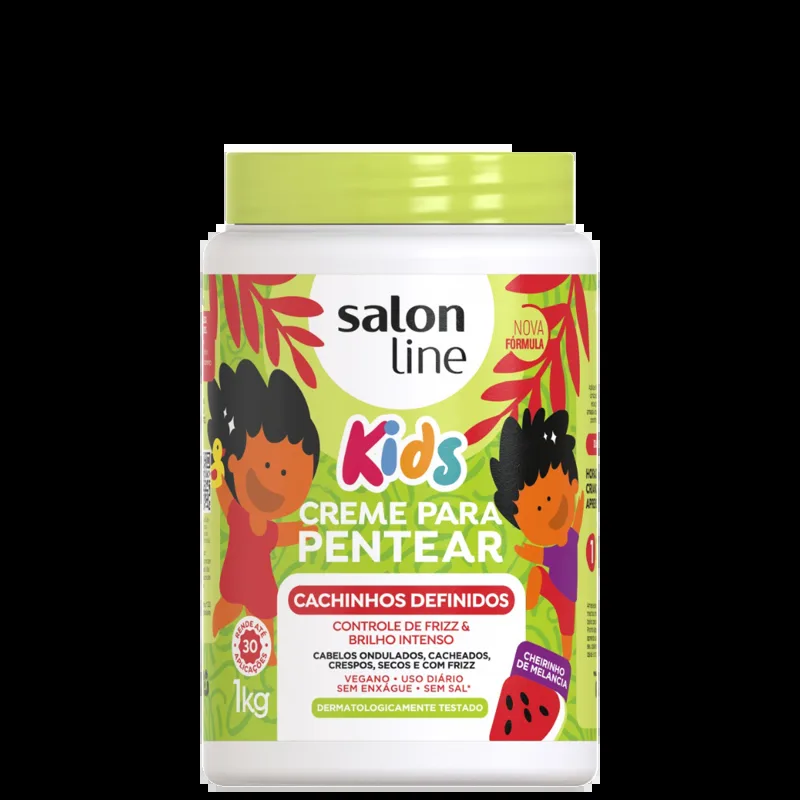 salon
line
NOVA
FÓRMULA
Kids
CREME PARA
PENTEAR
CACHINHOS DEFINIDOS
CONTROLE DE FRIZZ &
BRILHO INTENSO
CABELOS ONDULADOS, CACHEADOS,
CRESPOS, SECOS E COM FRIZZ
VEGANO • USO DIÁRIO
SEM ENXÁGUE • SEM SAL*
DERMATOLOGICAMENTE TESTADO
RENDE ATÉ
30
APLICAÇÕES
1kg
CHEIRINHO
DE MELANCIA